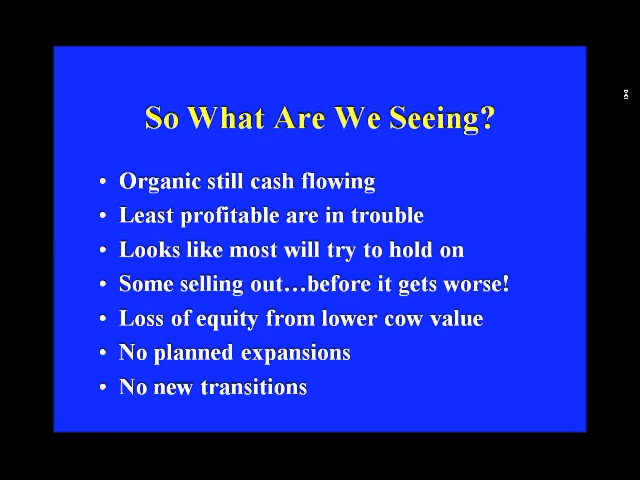 So What Are We Seeing?
• Organic still cash flowing
• Least profitable are in trouble
• Looks like most will try to hold on
• Some selling out…before it gets worse!
• Loss of equity from lower cow value
• No planned expansions
• No new transitions